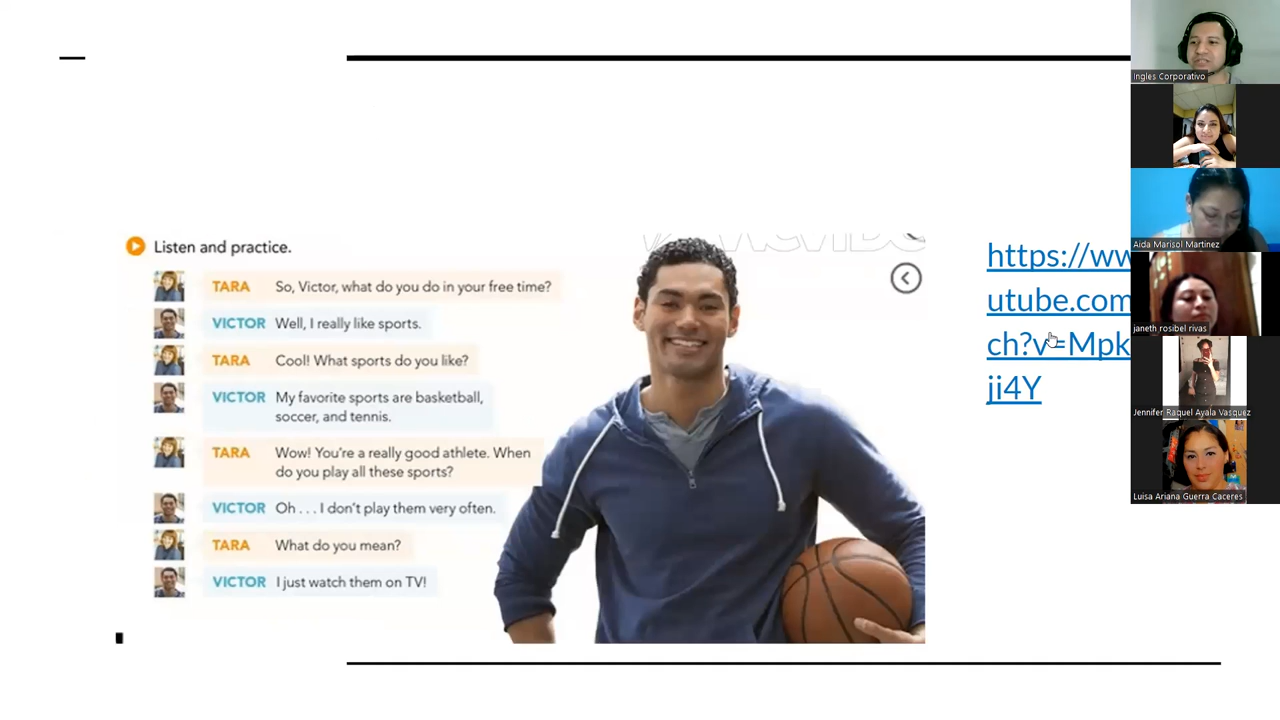 Listen and practice.
TARA So, Victor, what do you do in your free time?
VICTOR Well, I really like sports.
TARA Cool! What sports do you like?
VICTOR My favorite sports are basketball,
soccer, and tennis.
TARA Wow! You're a really good athlete. When
do you play all these sports?
VICTOR Oh . . . I don't play them very often.
TARA What do you mean?
VICTOR I just watch them on TV!
https://ww
utube.com
ch?v=Mpk
ji4Y
Ingles Corporativo
Aida Marisol Martinez
janeth rosibel rivas
Jennifer Raquel Ayala Vasquez
Luisa Ariana Guerra Caceres